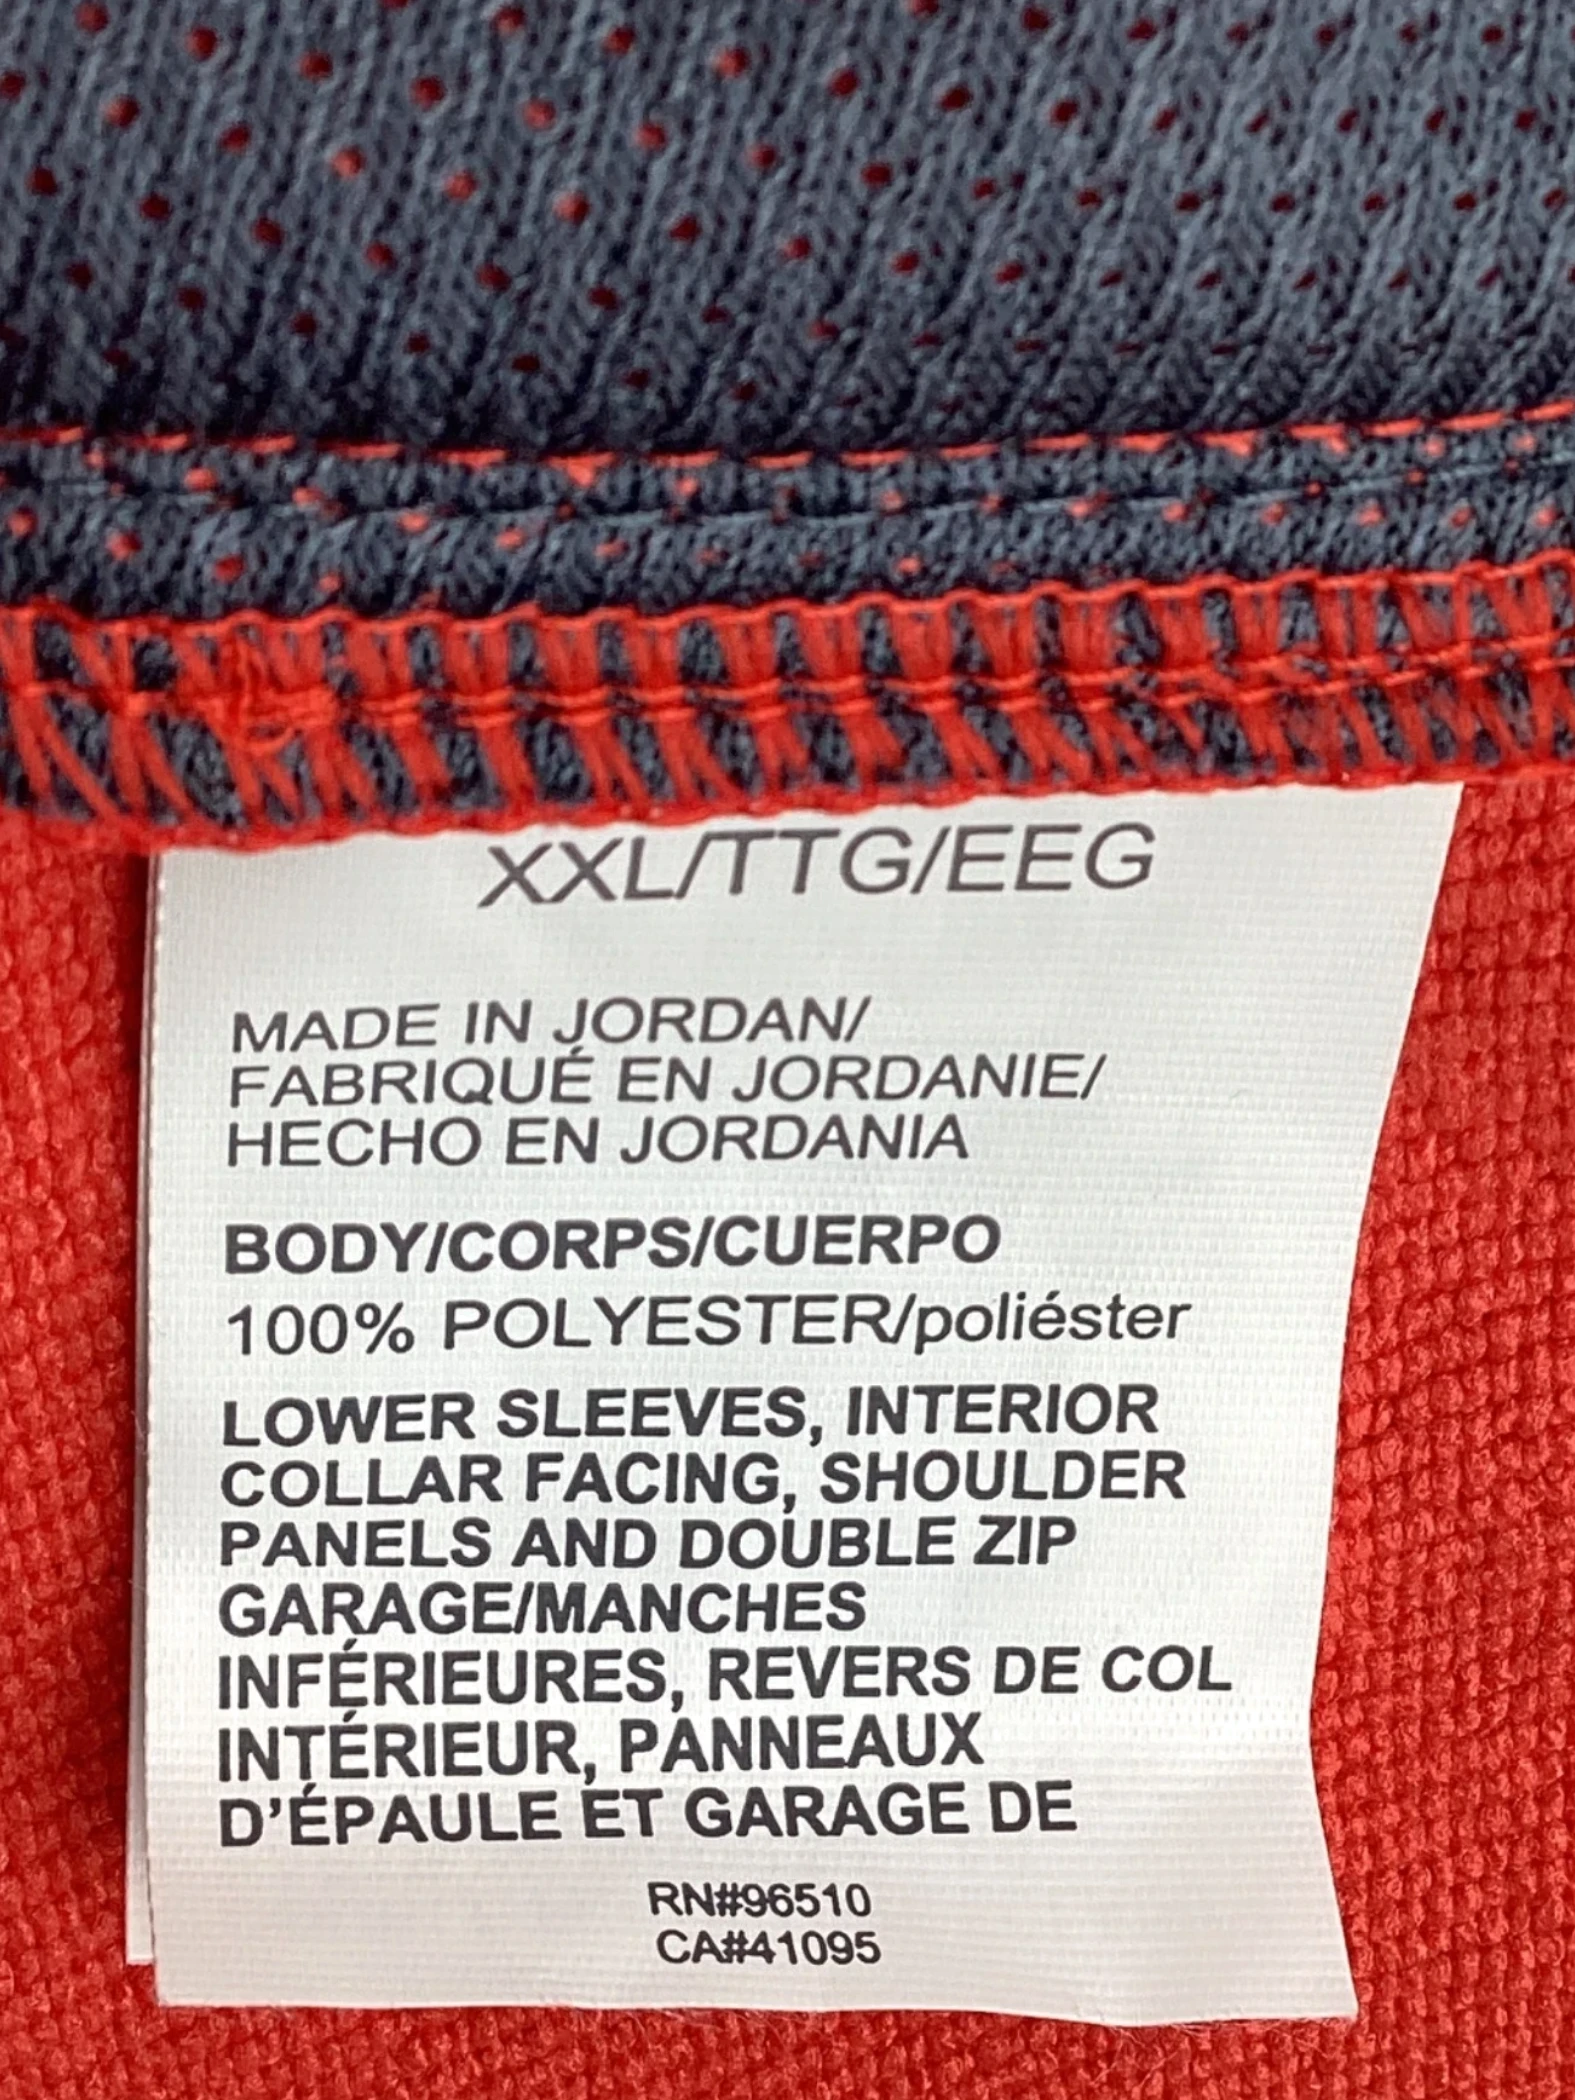 XXL/TTG/EEG
MADE IN JORDAN/
FABRIQUÉ EN JORDANIE/
HECHO EN JORDANIA
BODY/CORPS/CUERPO
100% POLYESTER/poliéster
LOWER SLEEVES, INTERIOR
COLLAR FACING, SHOULDER
PANELS AND DOUBLE ZIP
GARAGE/MANCHES
INFÉRIEURES, REVERS DE COL
INTÉRIEUR, PANNEAUX
D'ÉPAULE ET GARAGE DE
RN#96510
CA#41095